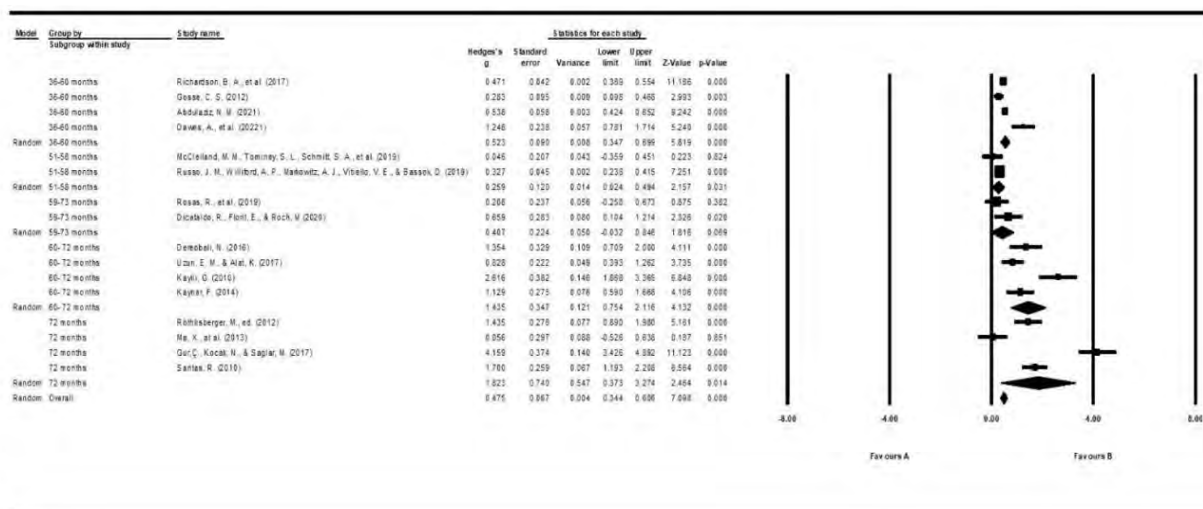 Model Group by Study name Statistics for each study
Subgroup within study
Hedges's Standard Lower Upper
g error Variance limit limit Z-Value p-Value
36-60 months Richardson, B. A., et al. (2017) 0.471 0.042 0.002 0.389 0.554 11.186 0.000
36-60 months Gosse, C. S. (2012) 0.283 0.095 0.009 0.098 0.468 2.993 0.003
36-60 months Abdulaziz, N. M. (2021) 0.538 0.058 0.003 0.424 0.652 9.242 0.000
36-60 months Dawes, A., et al. (20221) 1.248 0.238 0.057 0.781 1.714 5.240 0.000
Random 36-60 months 0.523 0.090 0.008 0.347 0.699 5.819 0.000
51-58 months McClelland, M. M., Tominey, S. L., Schmitt, S. A., et al. (2019) 0.046 0.207 0.043 -0.359 0.451 0.223 0.824
51-58 months Russo, J. M., Williford, A. P., Markowitz, A. J., Vitiello, V. E., & Bassok, D. (2019) 0.327 0.045 0.002 0.238 0.415 7.251 0.000
Random 51-58 months 0.259 0.120 0.014 0.024 0.494 2.157 0.031
59-73 months Rosas, R., et al. (2019) 0.237 0.056 0.673 0.875 0.382
59-73 months Dicataldo, R., Florit, E., & Roch, M (2020) 0.659 0.283 0.080 0.104 1.214 2.326 0.020
Random 59-73 months 0.407 0.224 0.050 -0.032 0.846 1.816 0.069
60-72 months Deresbali, N. (2016) 1.354 0.329 0.109 0.709 2.000 4.111 0.000
60-72 months Uzun, E. M., & Alat, K. (2017) 0.828 0.222 0.049 0.393 1.262 3.735 0.000
60-72 months Kayılı, G. (2010) 2.616 0.382 0.146 1.868 3.365 6.848 0.000
60-72 months Kaynar, F. (2014) 1.129 0.275 0.076 0.590 1.668 4.106 0.000
Random 60-72 months 1.435 0.347 0.121 0.754 2.116 4.132 0.000
72 months Röthlisberger, M., ed. (2012) 1.435 0.278 0.077 0.890 1.980 5.161 0.000
72 months Ma, X., at al. (2013) 0.056 0.297 0.088 -0.526 0.638 0.187 0.851
72 months Gur,Ç., Kocak, N., & Saglar, M. (2017) 4.159 0.374 0.140 3.426 4.892 11.123 0.000
72 months Santas, R. (2010) 1.700 0.259 0.067 1.193 2.208 6.564 0.000
Random 72 months 1.823 0.740 0.547 0.373 3.274 2.464 0.014
Random Overall 0.475 0.067 0.004 0.344 0.606 7.098 0.000
-8.00 -4.00 0.00 4.00 8.00
Favours A Favours B